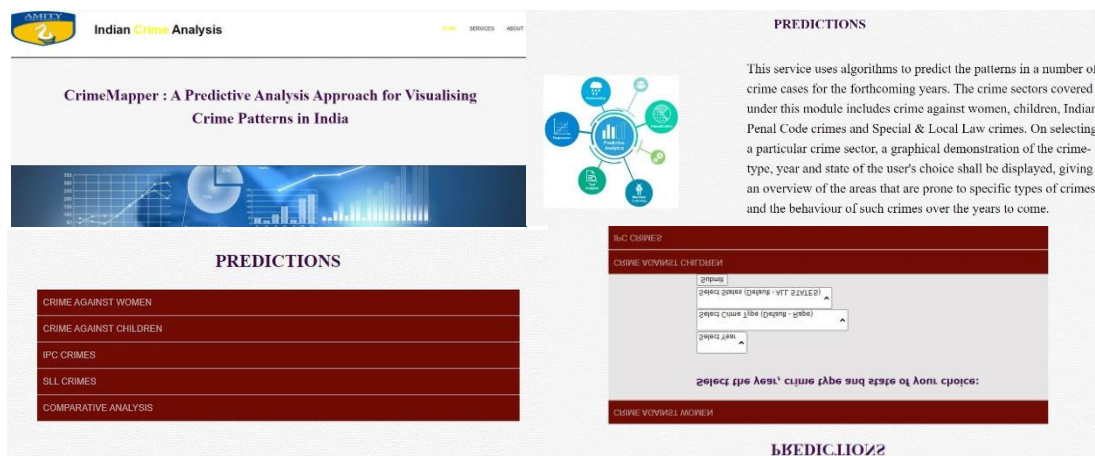 AMITY
Indian Crime Analysis
HOME SERVICES ABOUT
CrimeMapper : A Predictive Analysis Approach for Visualising
Crime Patterns in India
PREDICTIONS
This service uses algorithms to predict the patterns in a number of
crime cases for the forthcoming years. The crime sectors covered
under this module includes crime against women, children, Indian
Penal Code crimes and Special & Local Law crimes. On selecting
a particular crime sector, a graphical demonstration of the crime-
type, year and state of the user's choice shall be displayed, giving
an overview of the areas that are prone to specific types of crimes
and the behaviour of such crimes over the years to come.
Predictive
Analytics
PREDICTIONS
CRIME AGAINST WOMEN
CRIME AGAINST CHILDREN
IPC CRIMES
SLL CRIMES
COMPARATIVE ANALYSIS
PREDICTIONS
CRIME AGAINST WOMEN
Select the year, crime type and state of your choice:
Select Year
Select Crime Type (Default - Rape)
Select States (Default - ALL STATES)
Submit
CRIME AGAINST CHILDREN
IPC CRIMES